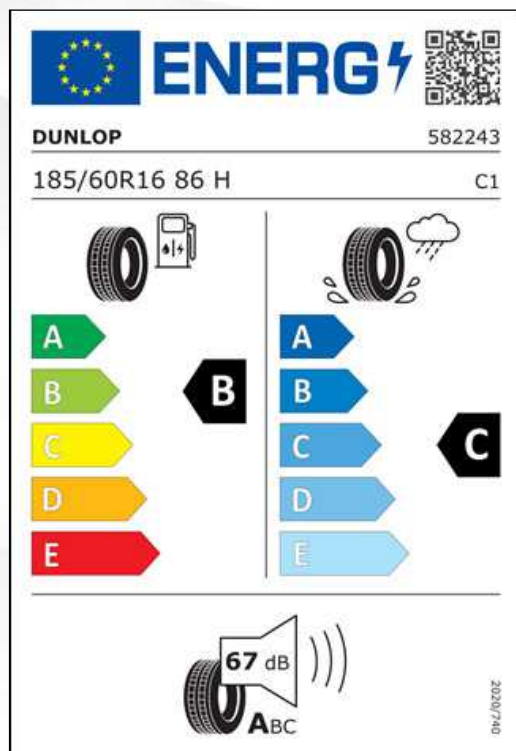 ENERG
DUNLOP 582243
185/60R16 86 H C1
A A
B B B
C C C
D D
E E
67 dB
ABC
2020/740